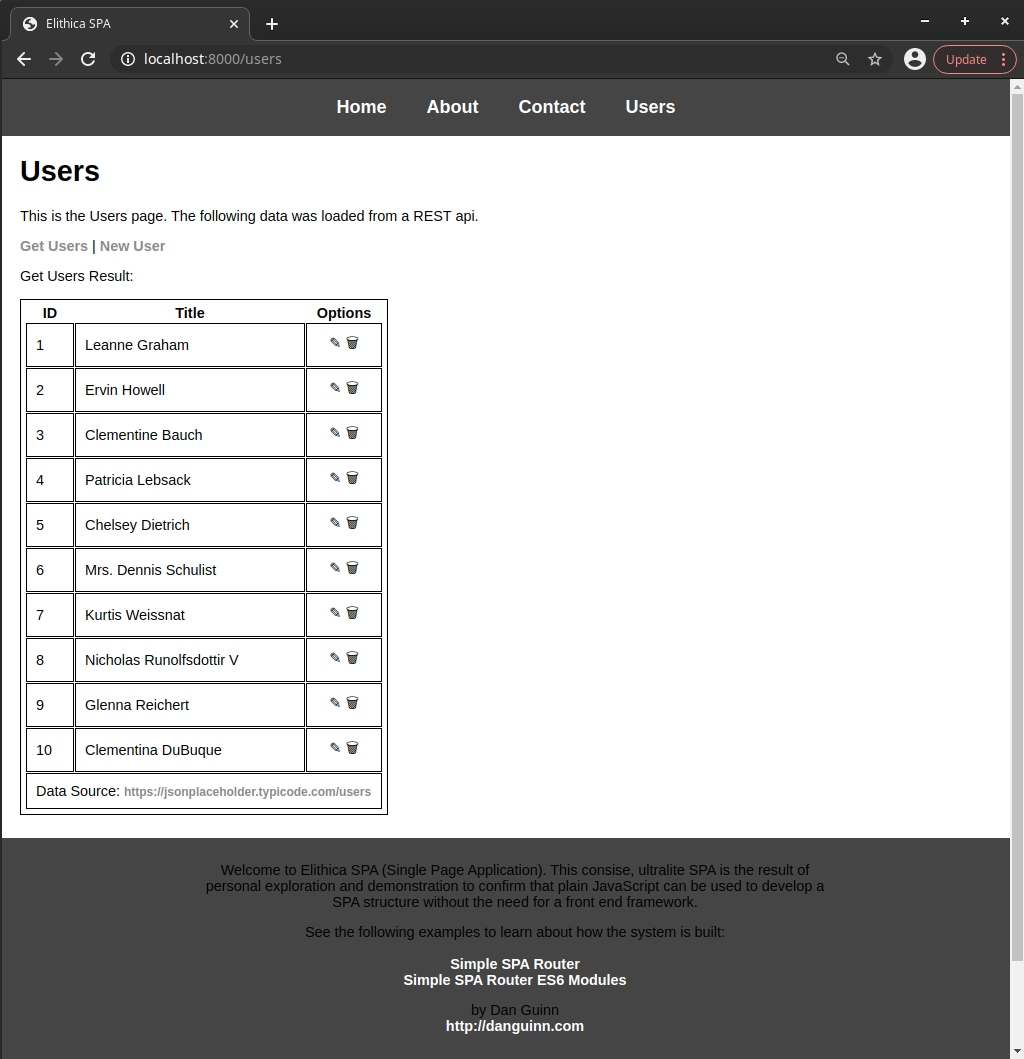 Elithica SPA
localhost:8000/users
Update
Home About Contact Users
Users
This is the Users page. The following data was loaded from a REST api.
Get Users | New User
Get Users Result:
ID Title Options
1 Leanne Graham ✎ 🗑
2 Ervin Howell ✎ 🗑
3 Clementine Bauch ✎ 🗑
4 Patricia Lebsack ✎ 🗑
5 Chelsey Dietrich ✎ 🗑
6 Mrs. Dennis Schulist ✎ 🗑
7 Kurtis Weissnat ✎ 🗑
8 Nicholas Runolfsdottir V ✎ 🗑
9 Glenna Reichert ✎ 🗑
10 Clementina DuBuque ✎ 🗑
Data Source: https://jsonplaceholder.typicode.com/users
Welcome to Elithica SPA (Single Page Application). This consise, ultralite SPA is the result of
personal exploration and demonstration to confirm that plain JavaScript can be used to develop a
SPA structure without the need for a front end framework.
See the following examples to learn about how the system is built:
Simple SPA Router
Simple SPA Router ES6 Modules
by Dan Guinn
http://danguinn.com